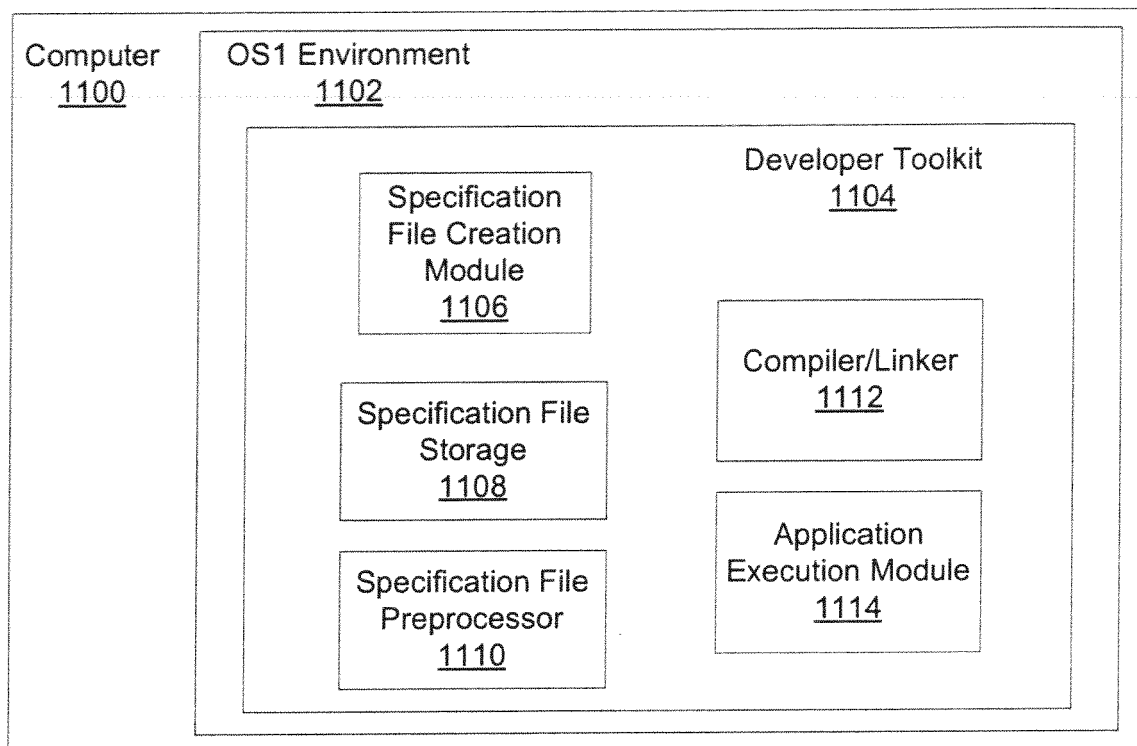 Computer
1100
OS1 Environment
1102
Developer Toolkit
1104
Specification
File Creation
Module
1106
Specification File
Storage
1108
Specification File
Preprocessor
1110
Compiler/Linker
1112
Application
Execution Module
1114